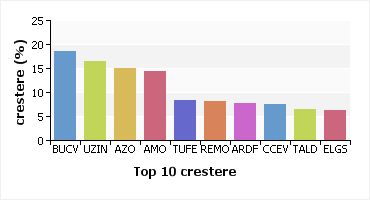 crestere (%)
25
20
15
10
5
0
BUCV UZIN AZO AMO TUFE REMO ARDF CCEV TALD ELGS
Top 10 crestere